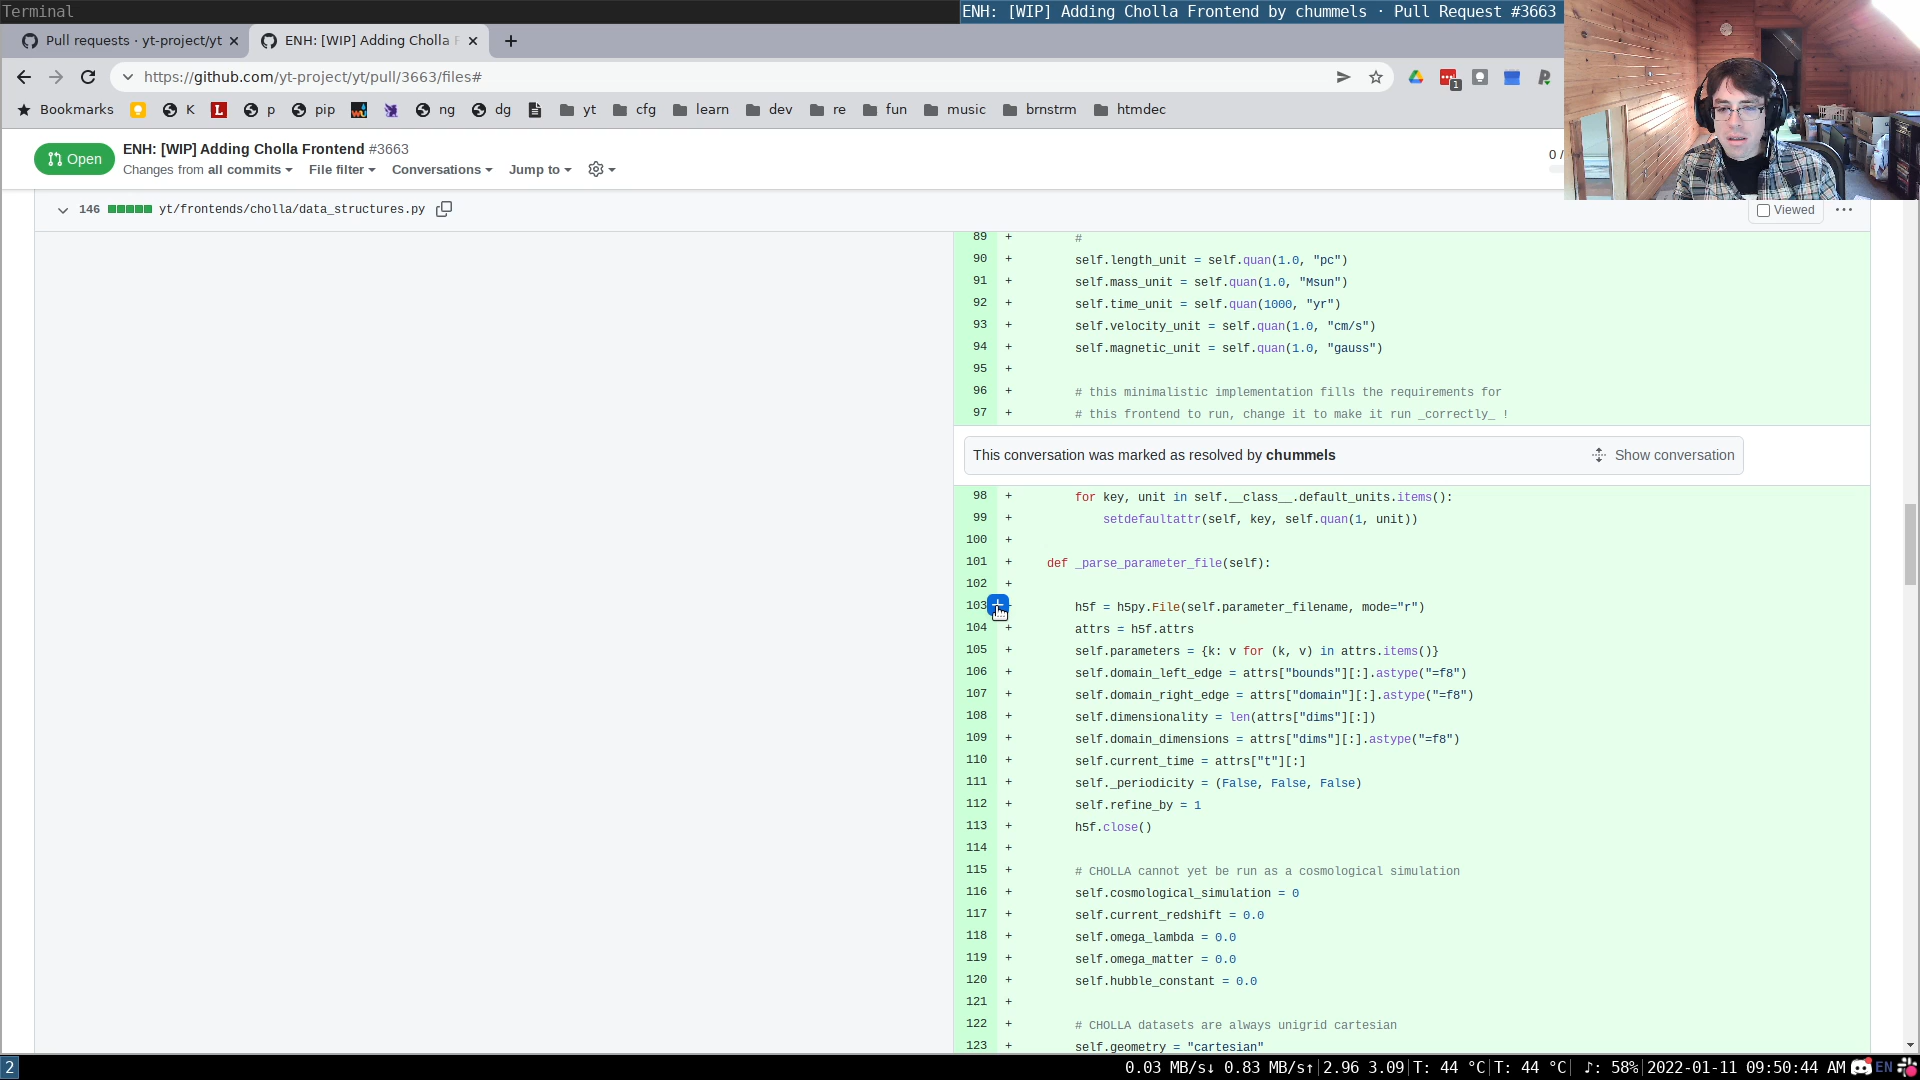 Terminal
ENH: [WIP] Adding Cholla Frontend by chummels · Pull Request #3663
Pull requests · yt-project/yt
ENH: [WIP] Adding Cholla F
https://github.com/yt-project/yt/pull/3663/files#
1
Bookmarks K L p pip ng dg yt cfg learn dev re fun music brnstrm htmdec
Open
ENH: [WIP] Adding Cholla Frontend #3663
Changes from all commits File filter Conversations Jump to
0 /
146 yt/frontends/cholla/data_structures.py
Viewed
89 + #
90 + self.length_unit = self.quan(1.0, "pc")
91 + self.mass_unit = self.quan(1.0, "Msun")
92 + self.time_unit = self.quan(1000, "yr")
93 + self.velocity_unit = self.quan(1.0, "cm/s")
94 + self.magnetic_unit = self.quan(1.0, "gauss")
95 +
96 + # this minimalistic implementation fills the requirements for
97 + # this frontend to run, change it to make it run _correctly_ !
This conversation was marked as resolved by chummels Show conversation
98 + for key, unit in self.__class__.default_units.items():
99 + setdefaultattr(self, key, self.quan(1, unit))
100 +
101 + def _parse_parameter_file(self):
102 +
103 + h5f = h5py.File(self.parameter_filename, mode="r")
104 + attrs = h5f.attrs
105 + self.parameters = {k: v for (k, v) in attrs.items()}
106 + self.domain_left_edge = attrs["bounds"][:].astype("=f8")
107 + self.domain_right_edge = attrs["domain"][:].astype("=f8")
108 + self.dimensionality = len(attrs["dims"][:])
109 + self.domain_dimensions = attrs["dims"][:].astype("=f8")
110 + self.current_time = attrs["t"][:]
111 + self._periodicity = (False, False, False)
112 + self.refine_by = 1
113 + h5f.close()
114 +
115 + # CHOLLA cannot yet be run as a cosmological simulation
116 + self.cosmological_simulation = 0
117 + self.current_redshift = 0.0
118 + self.omega_lambda = 0.0
119 + self.omega_matter = 0.0
120 + self.hubble_constant = 0.0
121 +
122 + # CHOLLA datasets are always unigrid cartesian
123 + self.geometry = "cartesian"
2
0.03 MB/s↓ 0.83 MB/s↑ 2.96 3.09 T: 44 °C T: 44 °C ♪: 58% 2022-01-11 09:50:44 AM EN